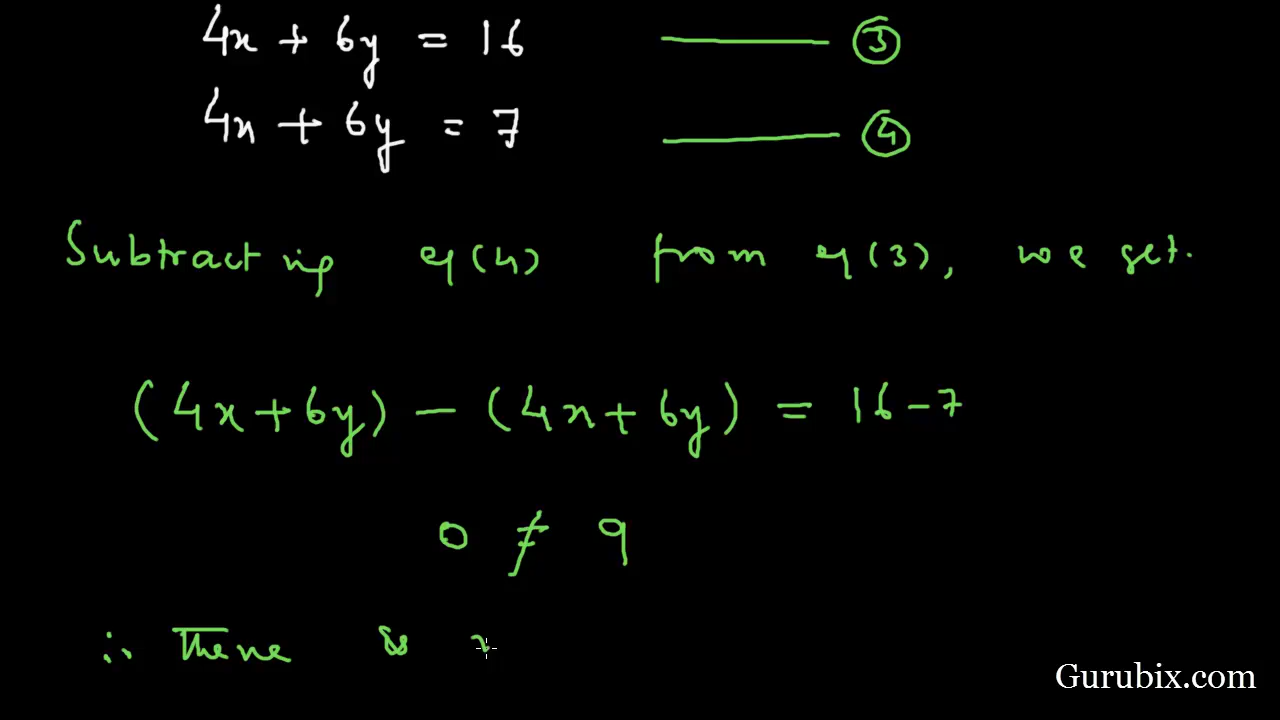 4x + 6y = 16 ——— ③
4x + 6y = 7 ——— ④
Subtracting eq(4) from eq(3), we get.
(4x+6y) — (4x+6y) = 16-7
0 ≠ 9
∴ There is
Gurubix.com